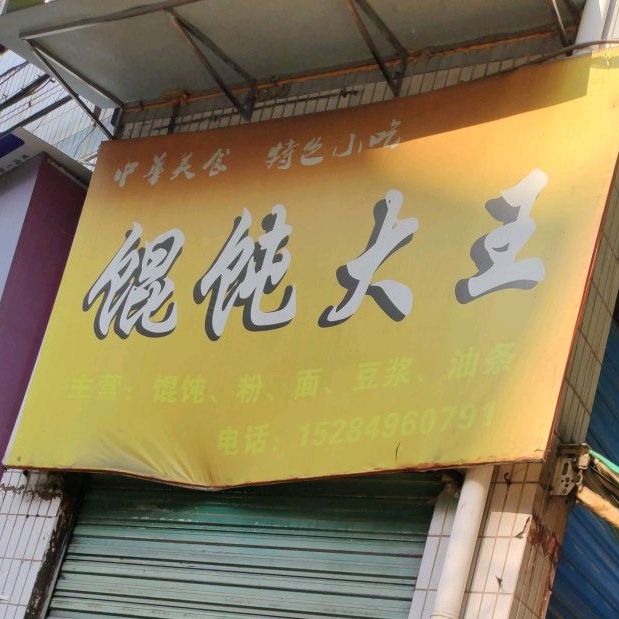 中华美食 特色小吃
馄饨大王
主营：馄饨、粉、面、豆浆、油条
电话：15284960791